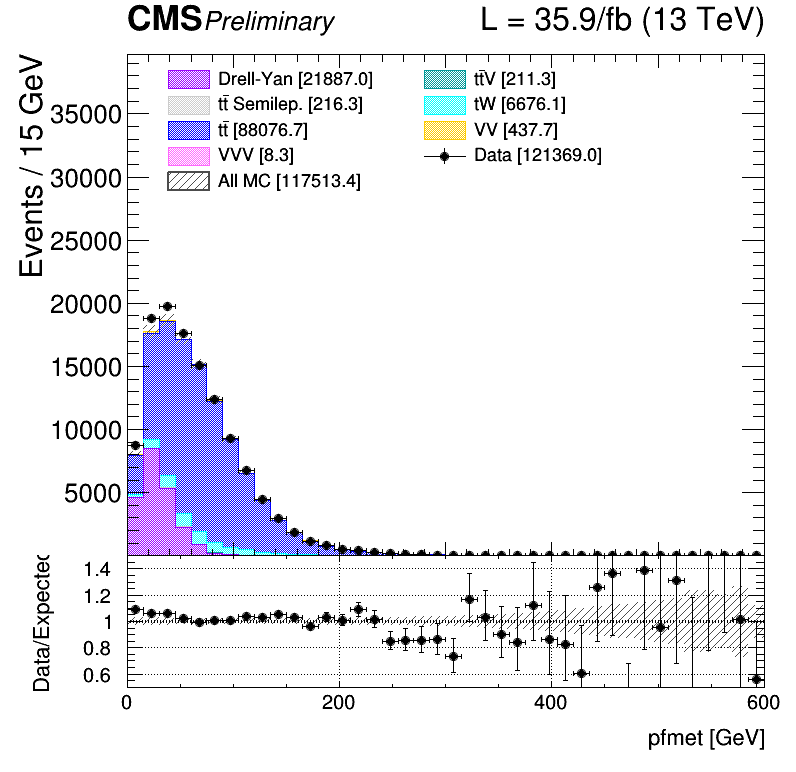 CMS Preliminary L = 35.9/fb (13 TeV)
Events / 15 GeV
35000
30000
25000
20000
15000
10000
5000
Drell-Yan [21887.0]
tt̄ Semilep. [216.3]
tt̄ [88076.7]
VVV [8.3]
All MC [117513.4]
tt̄V [211.3]
tW [6676.1]
VV [437.7]
Data [121369.0]
Data/Expected
1.4
1.2
1
0.8
0.6
0 200 400 600
pfmet [GeV]